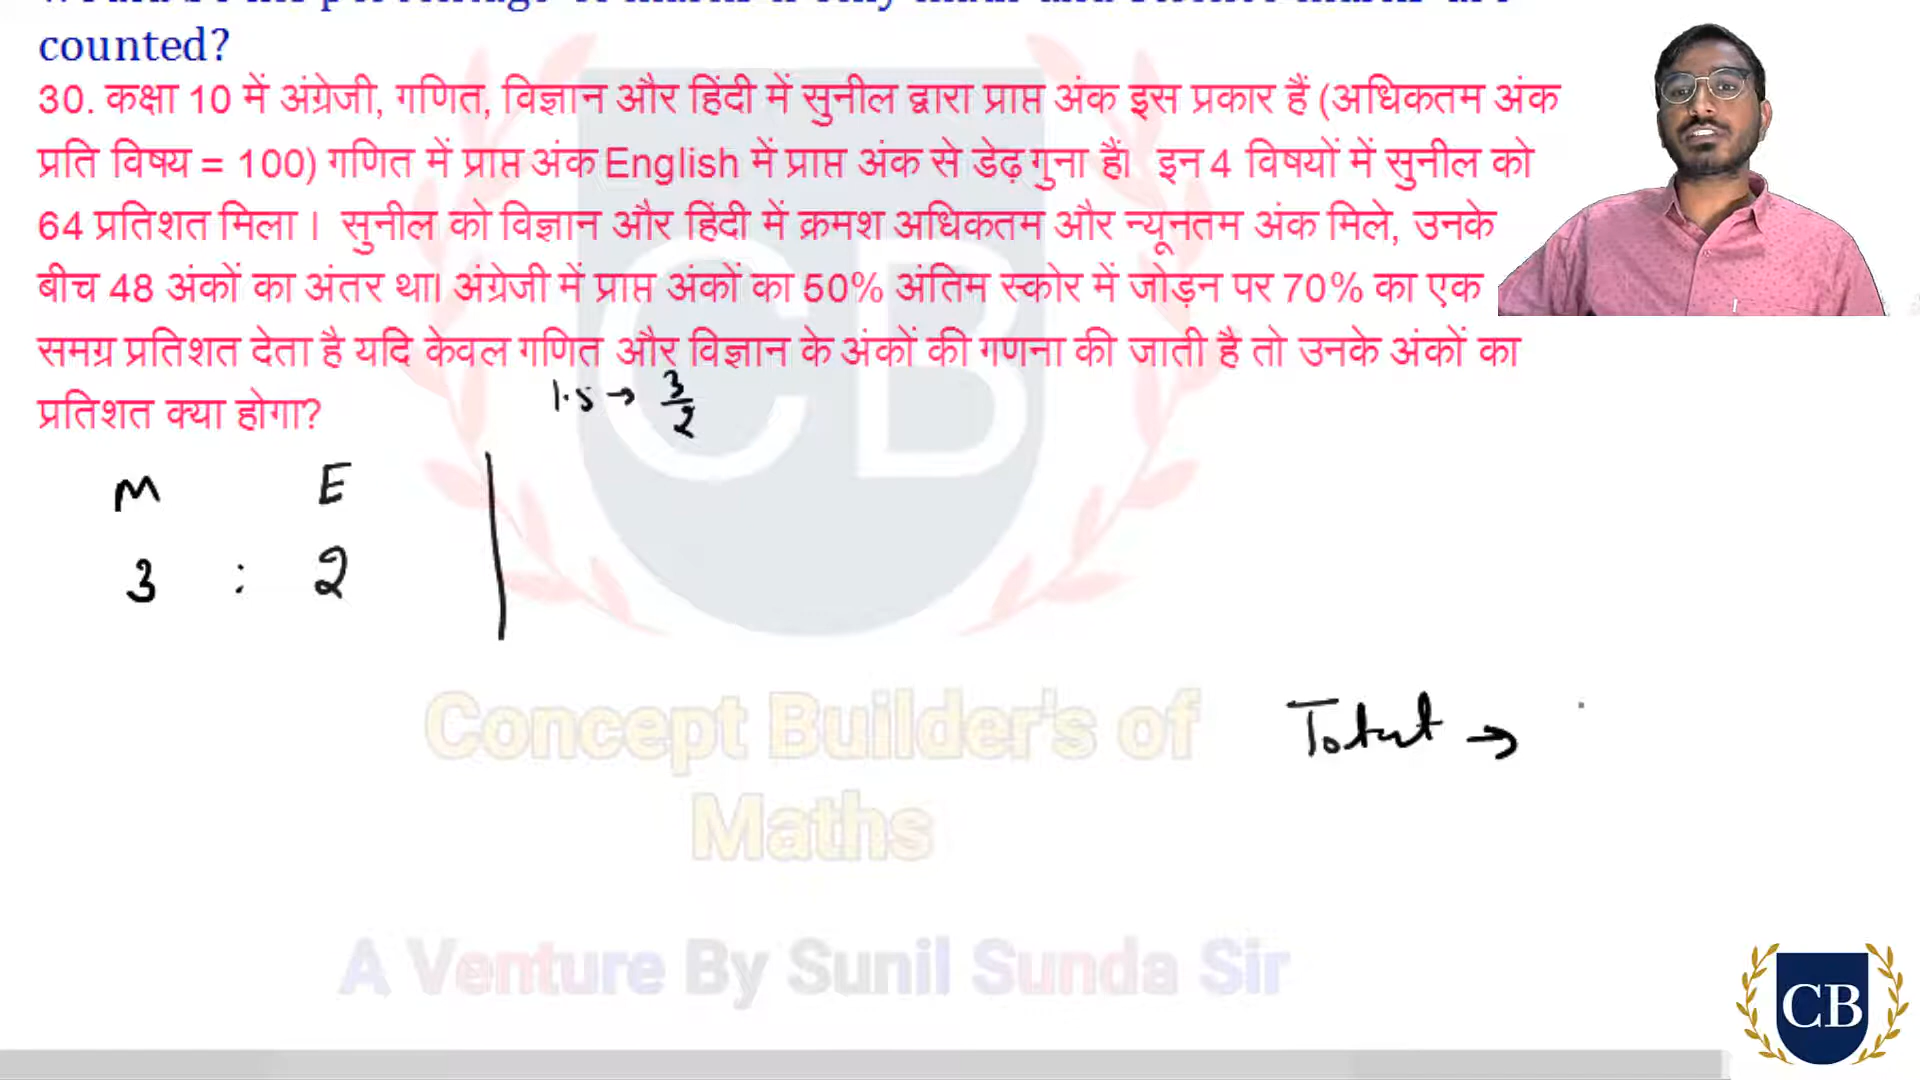 counted?
30. कक्षा 10 में अंग्रेजी, गणित, विज्ञान और हिंदी में सुनील द्वारा प्राप्त अंक इस प्रकार हैं (अधिकतम अंक
प्रति विषय = 100) गणित में प्राप्त अंक English में प्राप्त अंक से डेढ़ गुना हैं। इन 4 विषयों में सुनील को
64 प्रतिशत मिला । सुनील को विज्ञान और हिंदी में क्रमश अधिकतम और न्यूनतम अंक मिले, उनके
बीच 48 अंकों का अंतर था। अंग्रेजी में प्राप्त अंकों का 50% अंतिम स्कोर में जोड़न पर 70% का एक
समग्र प्रतिशत देता है यदि केवल गणित और विज्ञान के अंकों की गणना की जाती है तो उनके अंकों का
प्रतिशत क्या होगा?
1.5 → 3/2
M E
3 : 2
Total →
CB
Concept Builder's of
Maths
A Venture By Sunil Sunda Sir
CB